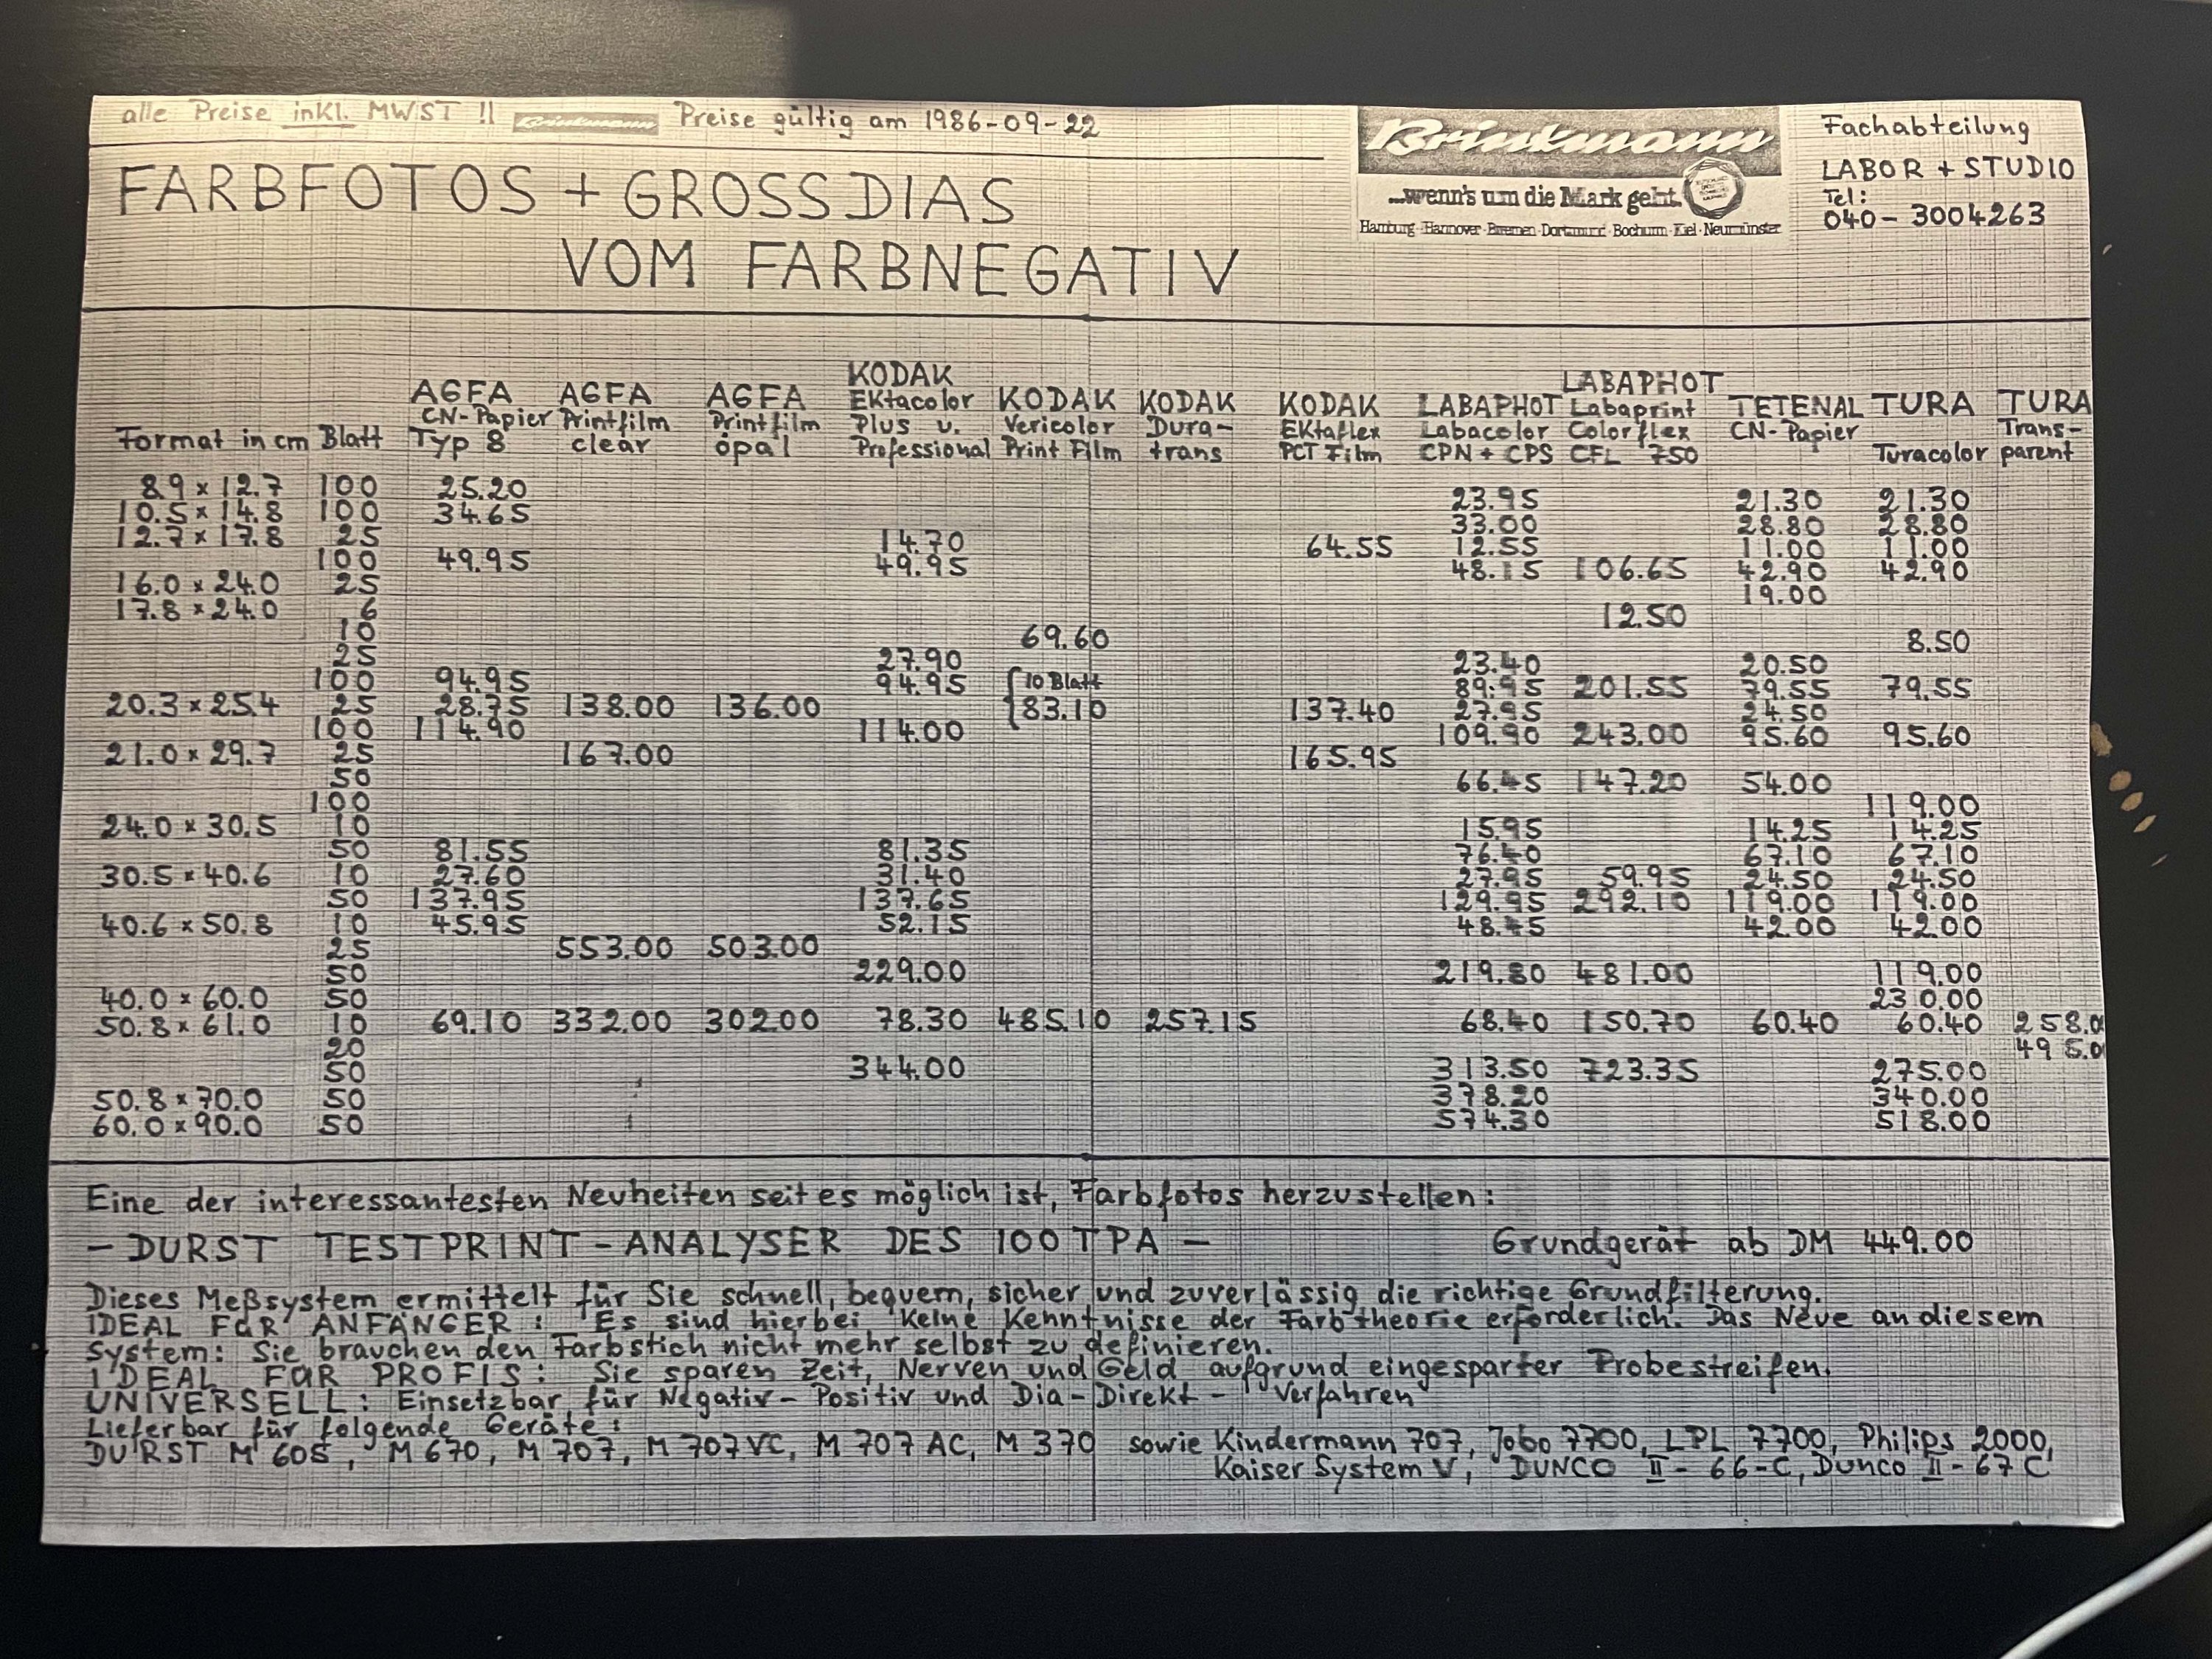 alle Preise inkl. MWST !! Brinkmann Preise gültig am 1986-09-22
Brinkmann
...wenn's um die Mark geht.
Hamburg · Hannover · Bremen · Dortmund · Bochum · Kiel · Neumünster
Fachabteilung
LABOR + STUDIO
Tel:
040- 3004263
FARBFOTOS + GROSSDIAS
VOM FARBNEGATIV
Format in cm Blatt
AGFA CN-Papier Typ 8
AGFA Printfilm clear
AGFA Printfilm opal
KODAK Ektacolor Plus u. Professional
KODAK Vericolor Print Film
KODAK Dura-trans
KODAK Ektaflex PCT Film
LABAPHOT Labacolor CPN + CPS
LABAPHOT Labaprint Colorflex CFL 750
TETENAL CN-Papier
TURA Turacolor
TURA Trans-parent
8.9 x 12.7 100 25.20 23.95 21.30 21.30
10.5 x 14.8 100 34.65 33.00 28.80 28.80
12.7 x 17.8 25 14.70 64.55 12.55 11.00 11.00
100 49.95 49.95 48.15 106.65 42.90 42.90
16.0 x 24.0 25 19.00
17.8 x 24.0 6 12.50
10 69.60 8.50
25 27.90 23.40 20.50
100 94.95 94.95 10 Blatt 89.95 201.55 79.55 79.55
20.3 x 25.4 25 28.75 138.00 136.00 83.10 137.40 27.95 24.50
100 114.90 114.00 109.90 243.00 95.60 95.60
21.0 x 29.7 25 167.00 165.95
50 66.45 147.20 54.00
100 119.00
24.0 x 30.5 10 15.95 14.25 14.25
50 81.55 81.35 76.40 67.10 67.10
30.5 x 40.6 10 27.60 31.40 27.95 59.95 24.50 24.50
50 137.95 137.65 129.95 292.10 119.00 119.00
40.6 x 50.8 10 45.95 52.15 48.45 42.00 42.00
25 553.00 503.00
50 229.00 219.80 481.00 119.00
40.0 x 60.0 50 230.00
50.8 x 61.0 10 69.10 332.00 302.00 78.30 485.10 257.15 68.40 150.70 60.40 60.40 258.0
20 495.0
50 344.00 313.50 723.35 275.00
50.8 x 70.0 50 378.20 340.00
60.0 x 90.0 50 574.30 518.00
Eine der interessantesten Neuheiten seit es möglich ist, Farbfotos herzustellen:
- DURST TESTPRINT - ANALYSER DES 100 TPA - Grundgerät ab DM 449.00
Dieses Meßsystem ermittelt für Sie schnell, bequem, sicher und zuverlässig die richtige Grundfilterung.
IDEAL FÜR ANFÄNGER: Es sind hierbei keine Kenntnisse der Farbtheorie erforderlich. Das Neue an diesem
System: Sie brauchen den Farbstich nicht mehr selbst zu definieren.
IDEAL FÜR PROFIS: Sie sparen Zeit, Nerven und Geld aufgrund eingesparter Probestreifen.
UNIVERSELL: Einsetzbar für Negativ- Positiv und Dia-Direkt - Verfahren
Lieferbar für folgende Geräte:
DURST M 605, M 670, M 707, M 707 VC, M 707 AC, M 370 sowie Kindermann 707, Jobo 7700, LPL 7700, Philips 2000,
Kaiser System V, DUNCO II - 66-C, Dunco II - 67 C